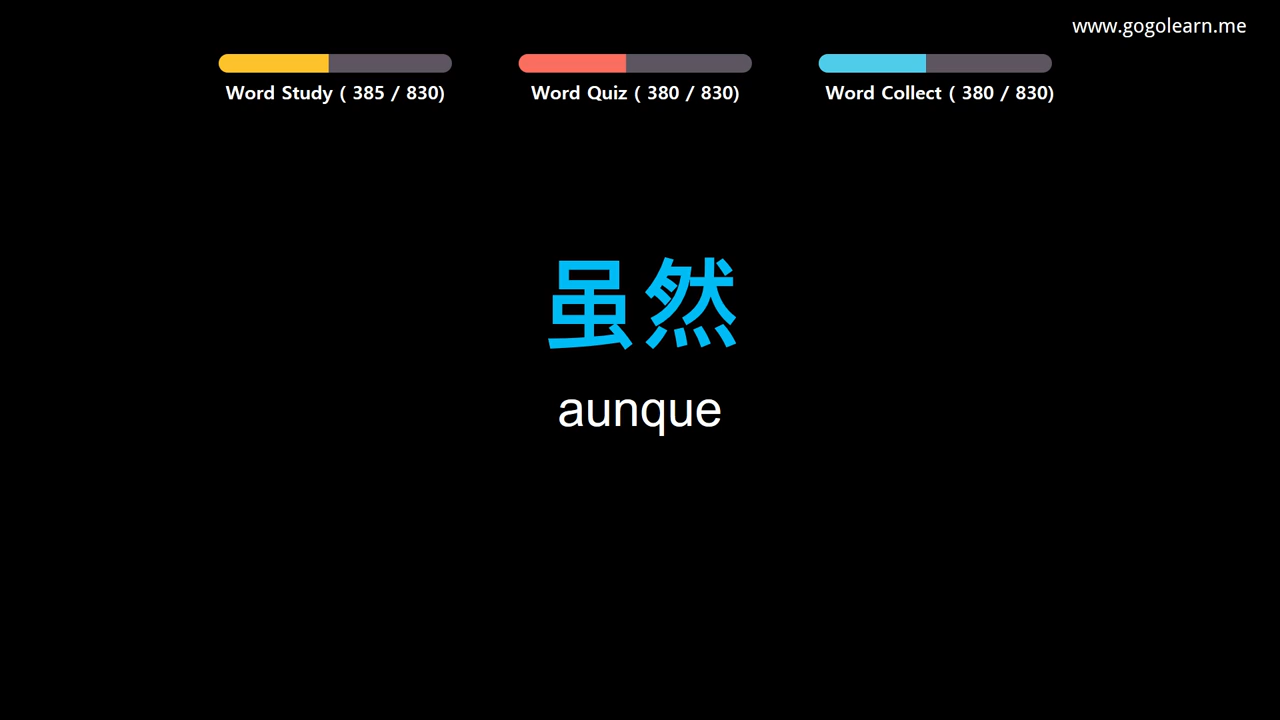 www.gogolearn.me
Word Study ( 385 / 830)
Word Quiz ( 380 / 830)
Word Collect ( 380 / 830)
虽然
aunque